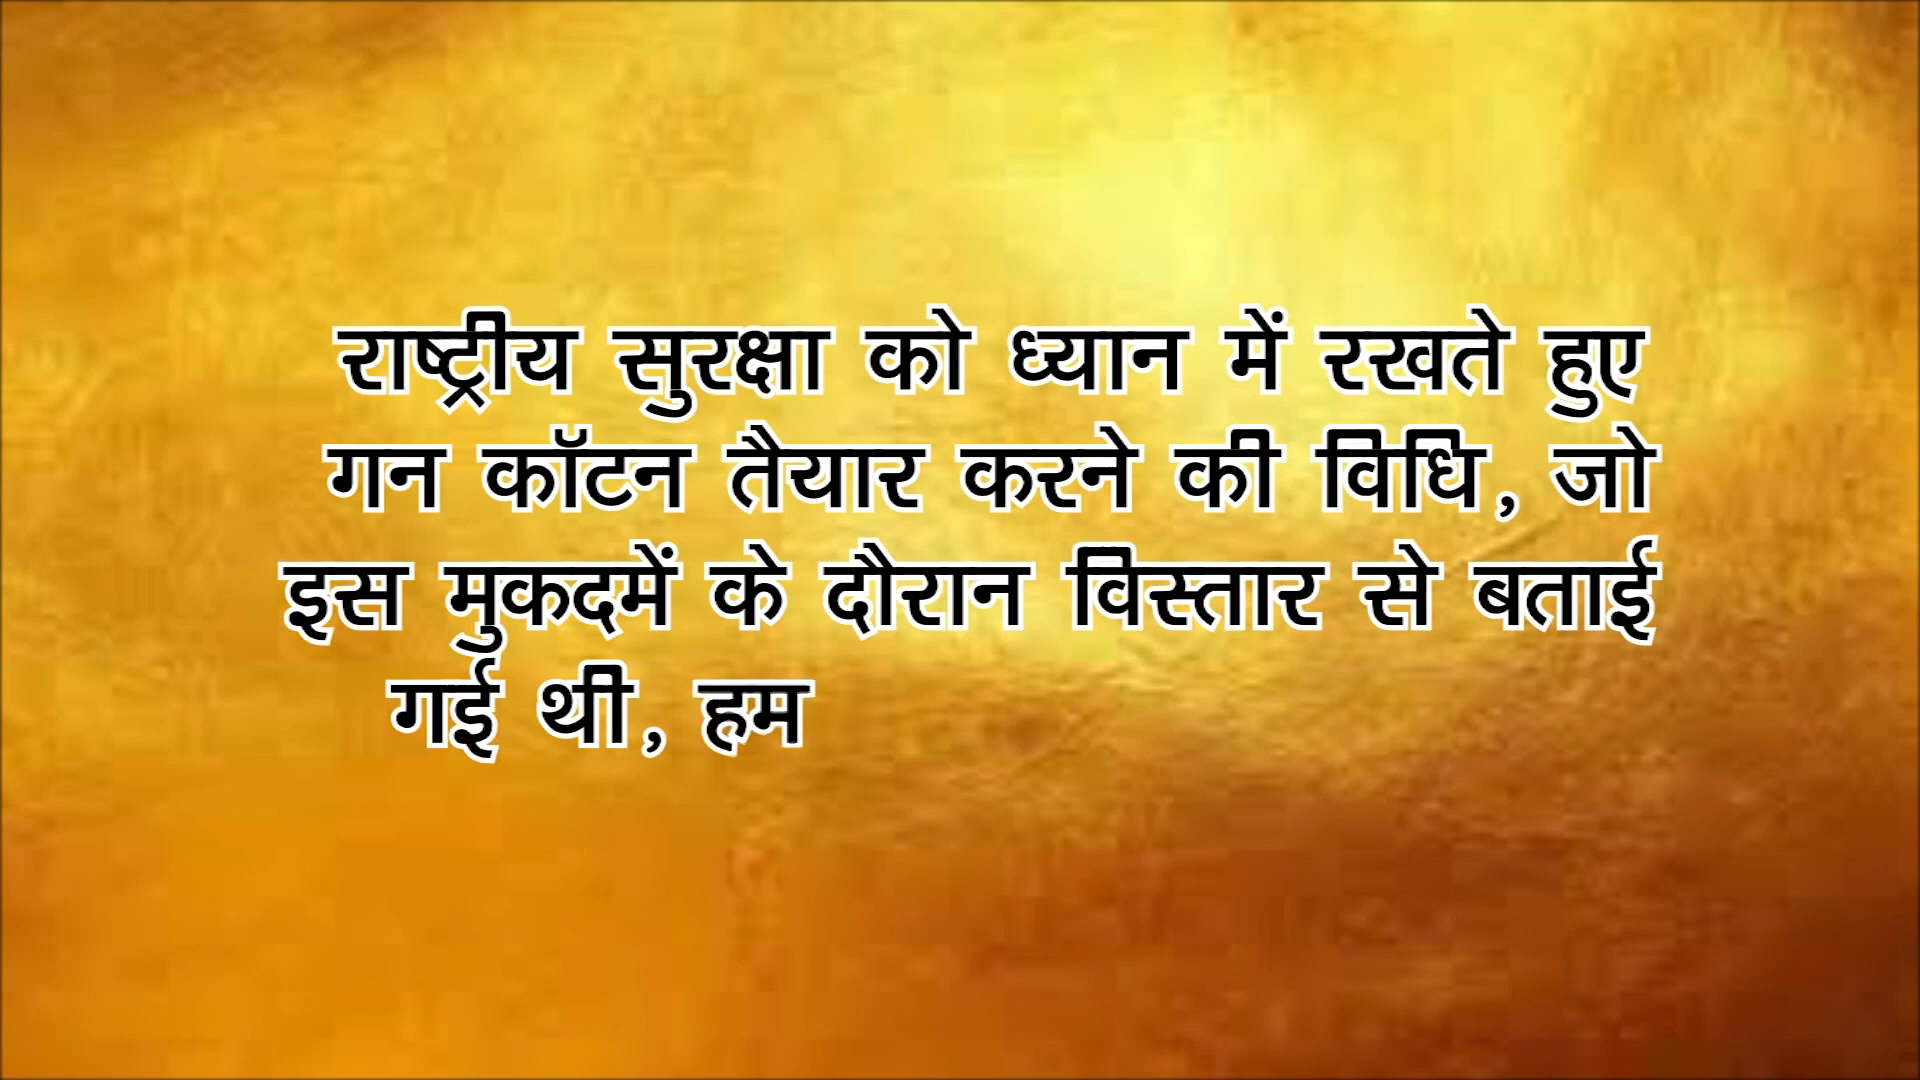 राष्ट्रीय सुरक्षा को ध्यान में रखते हुए
गन कॉटन तैयार करने की विधि, जो
इस मुकदमें के दौरान विस्तार से बताई
गई थी, हम